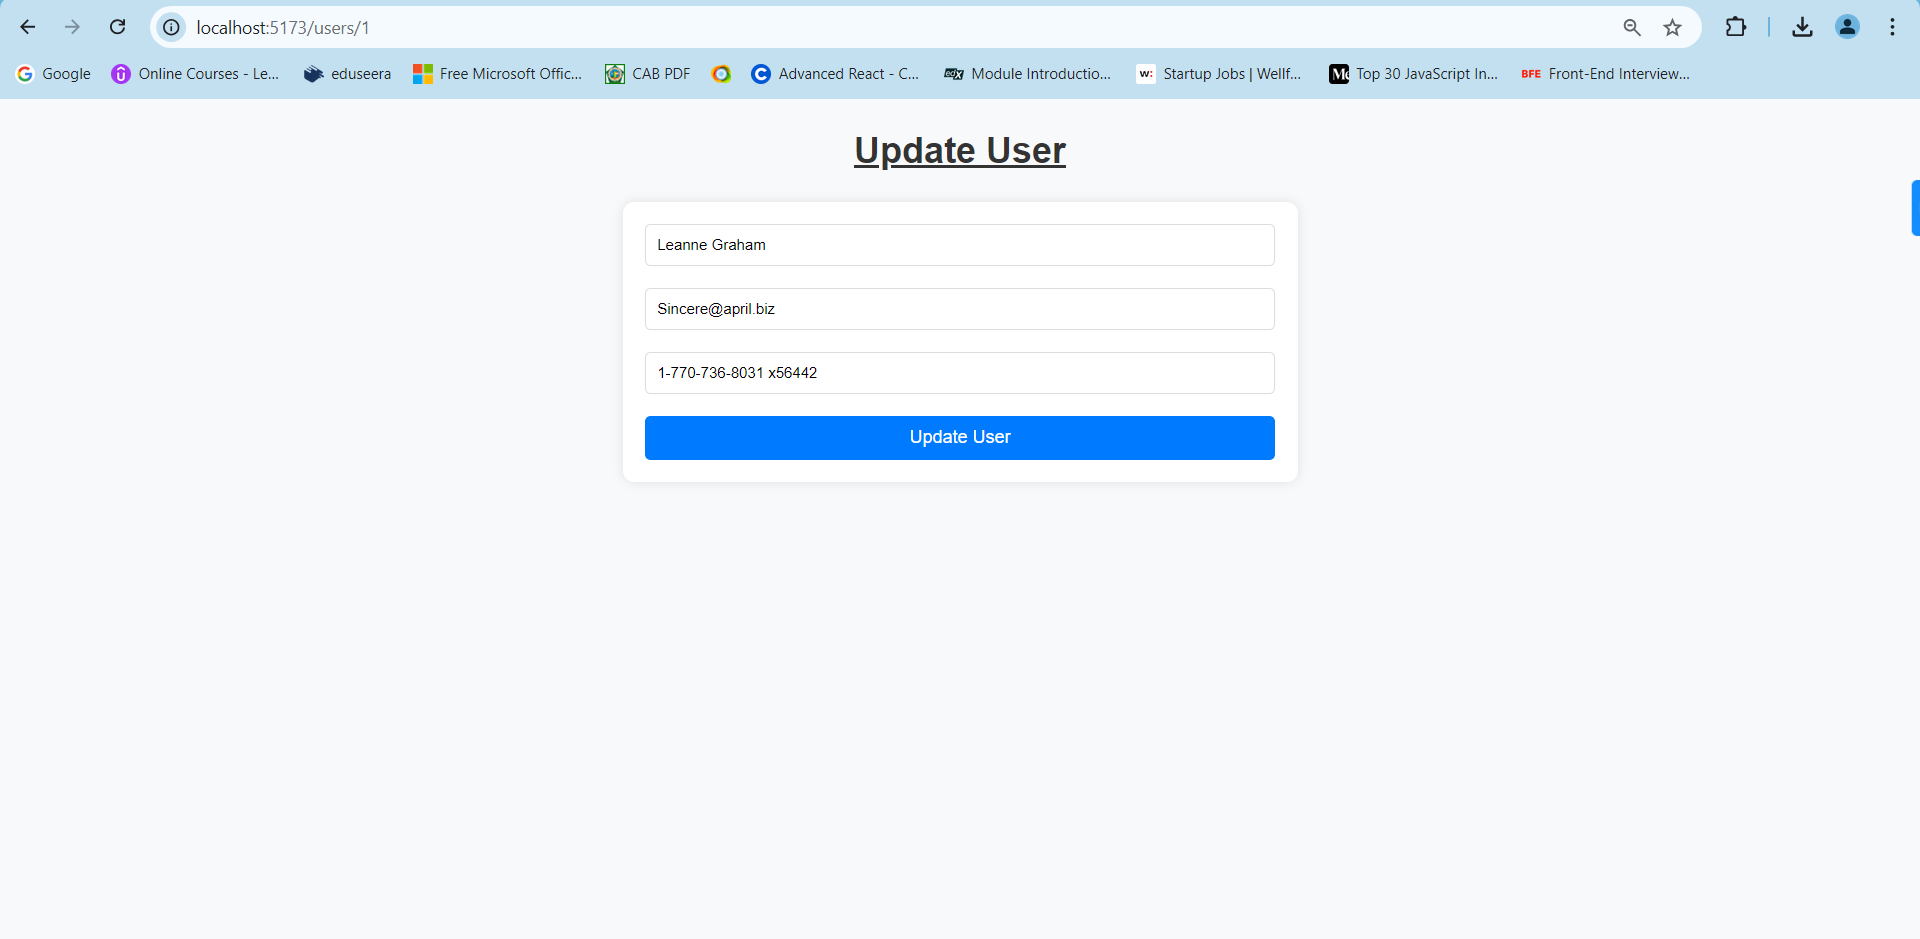 localhost:5173/users/1
Google Online Courses - Le... eduseera Free Microsoft Offic... CAB PDF Advanced React - C... edX Module Introductio... w: Startup Jobs | Wellf... Top 30 JavaScript In... BFE Front-End Interview...
Update User
Leanne Graham
Sincere@april.biz
1-770-736-8031 x56442
Update User